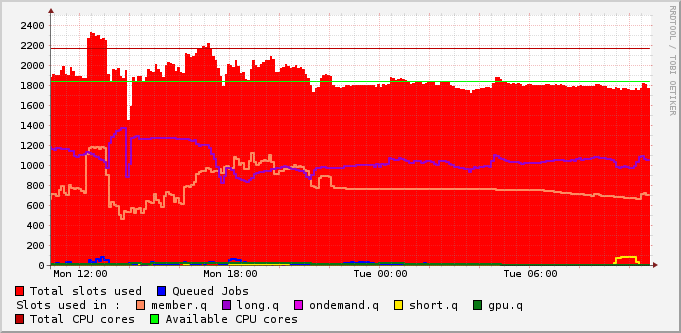 2400
2200
2000
1800
1600
1400
1200
1000
800
600
400
200
0
Mon 12:00 Mon 18:00 Tue 00:00 Tue 06:00
RRDTOOL / TOBI OETIKER
Total slots used Queued Jobs
Slots used in : member.q long.q ondemand.q short.q gpu.q
Total CPU cores Available CPU cores